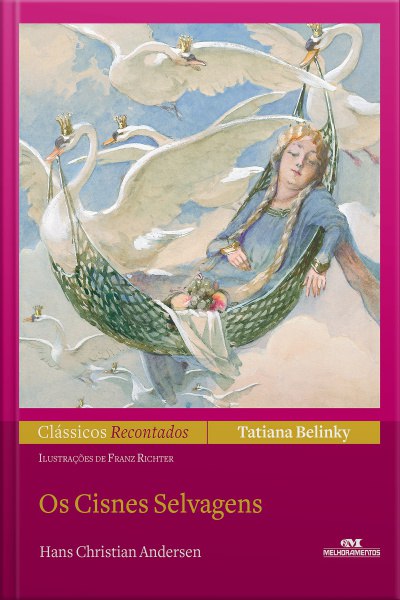 Clássicos Recontados
Tatiana Belinky
Ilustrações de Franz Richter
Os Cisnes Selvagens
Hans Christian Andersen
MELHORAMENTOS